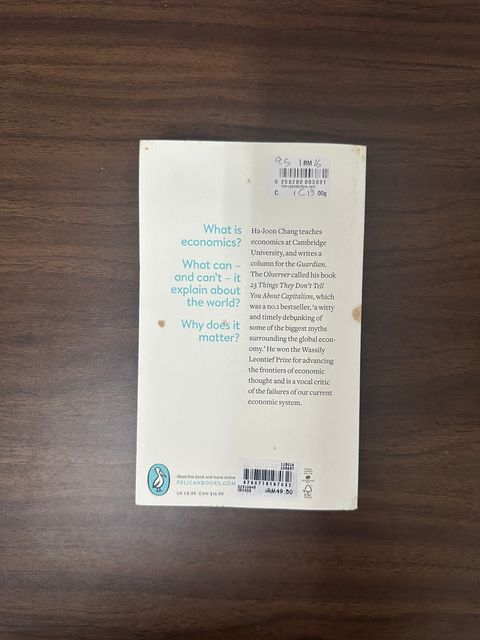 9.5 1 RM 16
What is
economics?
What can –
and can't – it
explain about
the world?
Why does it
matter?
Ha-Joon Chang teaches
economics at Cambridge
University, and writes a
column for the Guardian.
The Observer called his book
23 Things They Don't Tell
You About Capitalism, which
was a no.1 bestseller, 'a witty
and timely debunking of
some of the biggest myths
surrounding the global econ-
omy.' He won the Wassily
Leontief Prize for advancing
the frontiers of economic
thought and is a vocal critic
of the failures of our current
economic system.
Read this book and more online
PELICANBOOKS.COM
UK £8.99 CAN $16.99
9780718197032
RM49.50